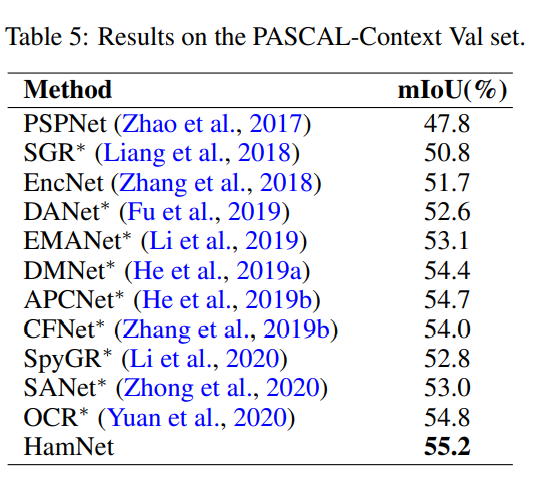 Table 5: Results on the PASCAL-Context Val set.
Method mIoU(%)
PSPNet (Zhao et al., 2017) 47.8
SGR* (Liang et al., 2018) 50.8
EncNet (Zhang et al., 2018) 51.7
DANet* (Fu et al., 2019) 52.6
EMANet* (Li et al., 2019) 53.1
DMNet* (He et al., 2019a) 54.4
APCNet* (He et al., 2019b) 54.7
CFNet* (Zhang et al., 2019b) 54.0
SpyGR* (Li et al., 2020) 52.8
SANet* (Zhong et al., 2020) 53.0
OCR* (Yuan et al., 2020) 54.8
HamNet 55.2